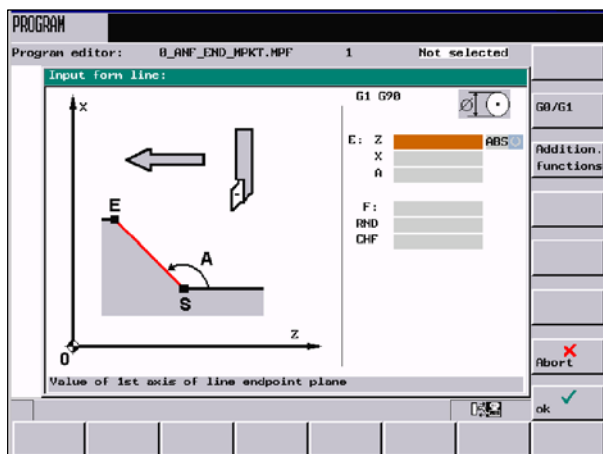 PROGRAM
Program editor: 0_ANF_END_MPKT.MPF 1 Not selected
Input form line:
X
G1 G90
Ø
G0/G1
E: Z ABS
X
A
Addition.
functions
E
A
S
F:
RND
CHF
Z
0
Abort
Value of 1st axis of line endpoint plane
ok